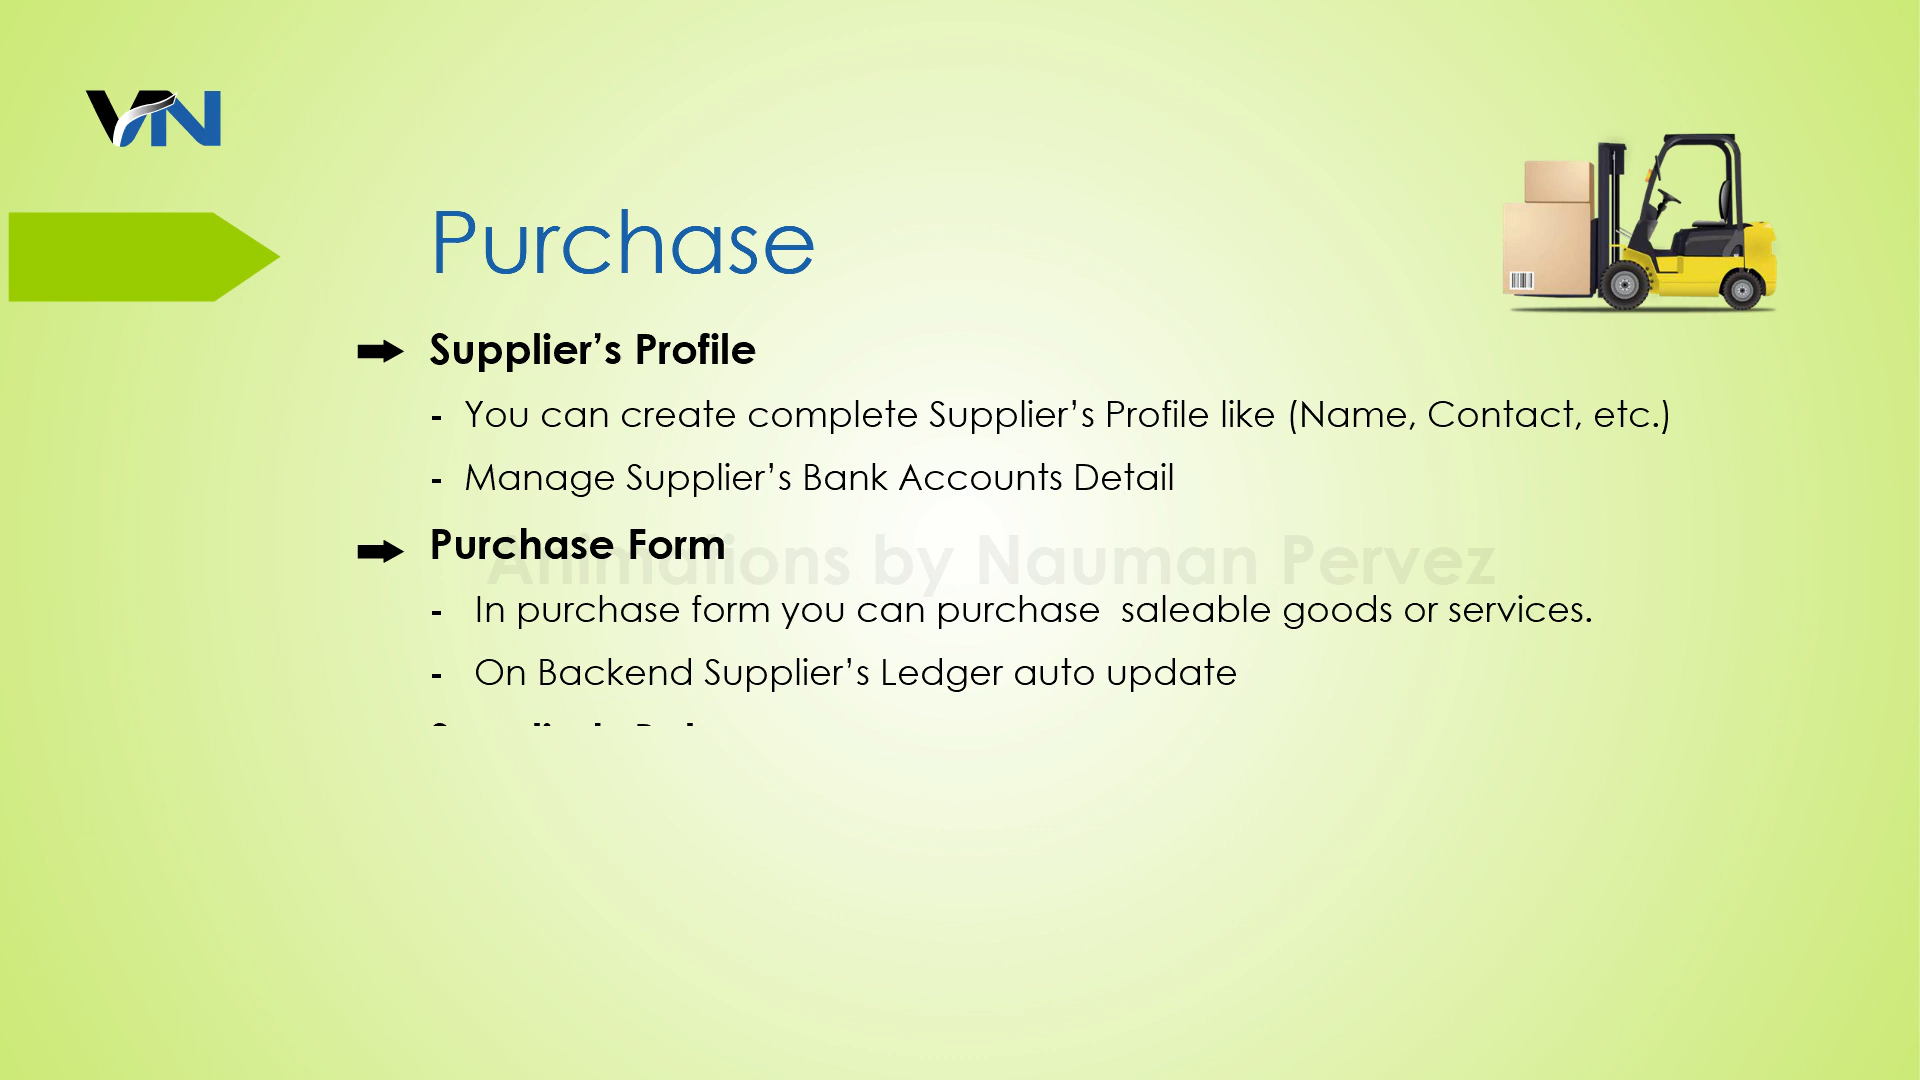 VN
Purchase
Supplier’s Profile
- You can create complete Supplier’s Profile like (Name, Contact, etc.)
- Manage Supplier’s Bank Accounts Detail
Purchase Form
Animations by Nauman Pervez
- In purchase form you can purchase  saleable goods or services.
- On Backend Supplier’s Ledger auto update